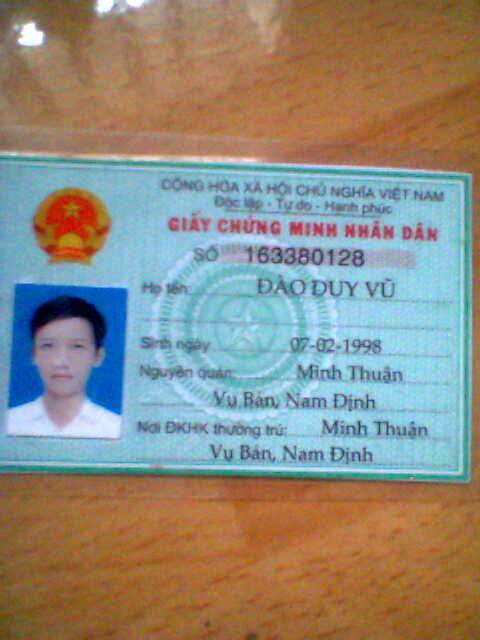 CỘNG HÒA XÃ HỘI CHỦ NGHĨA VIỆT NAM
Độc lập - Tự do - Hạnh phúc
GIẤY CHỨNG MINH NHÂN DÂN
SỐ 163380128
Họ tên: ĐÀO DUY VŨ
Sinh ngày 07-02-1998
Nguyên quán: Minh Thuận
Vụ Bản, Nam Định
Nơi ĐKHK thường trú: Minh Thuận
Vụ Bản, Nam Định